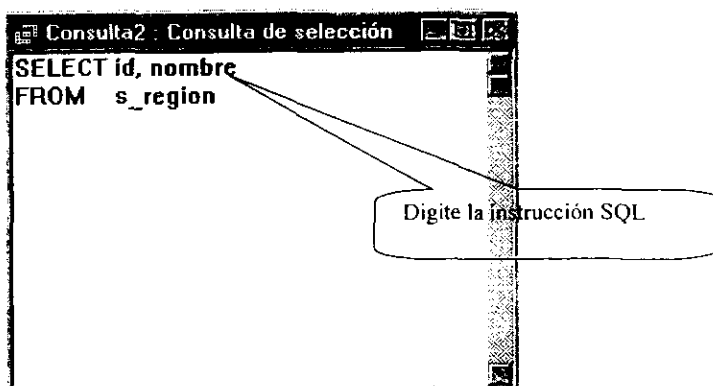 Consulta2 : Consulta de selección
SELECT id, nombre
FROM s_region
Digite la instrucción SQL